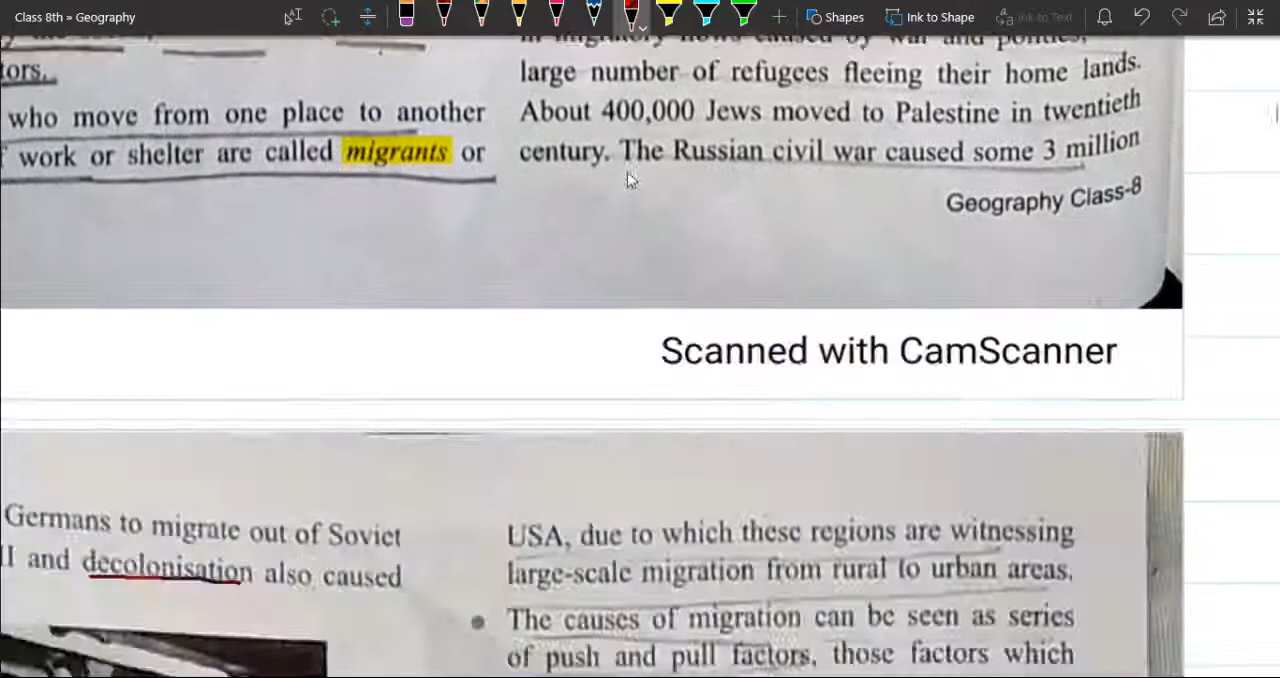 Class 8th » Geography
Shapes
Ink to Shape
Ink to Text
tors.
who move from one place to another
work or shelter are called migrants or
in migratory flows caused by war and politics,
large number of refugees fleeing their home lands.
About 400,000 Jews moved to Palestine in twentieth
century. The Russian civil war caused some 3 million
Geography Class-8
Scanned with CamScanner
Germans to migrate out of Soviet
II and decolonisation also caused
USA, due to which these regions are witnessing
large-scale migration from rural to urban areas.
The causes of migration can be seen as series
of push and pull factors, those factors which